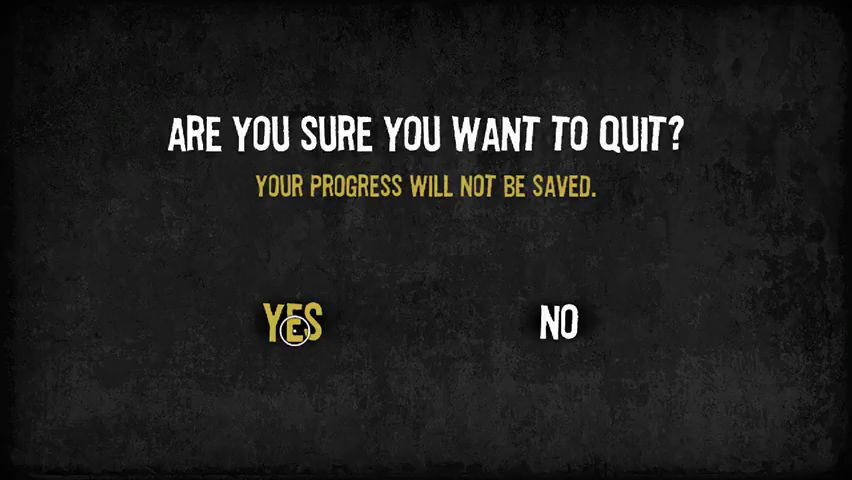 ARE YOU SURE YOU WANT TO QUIT?
YOUR PROGRESS WILL NOT BE SAVED.
YES NO